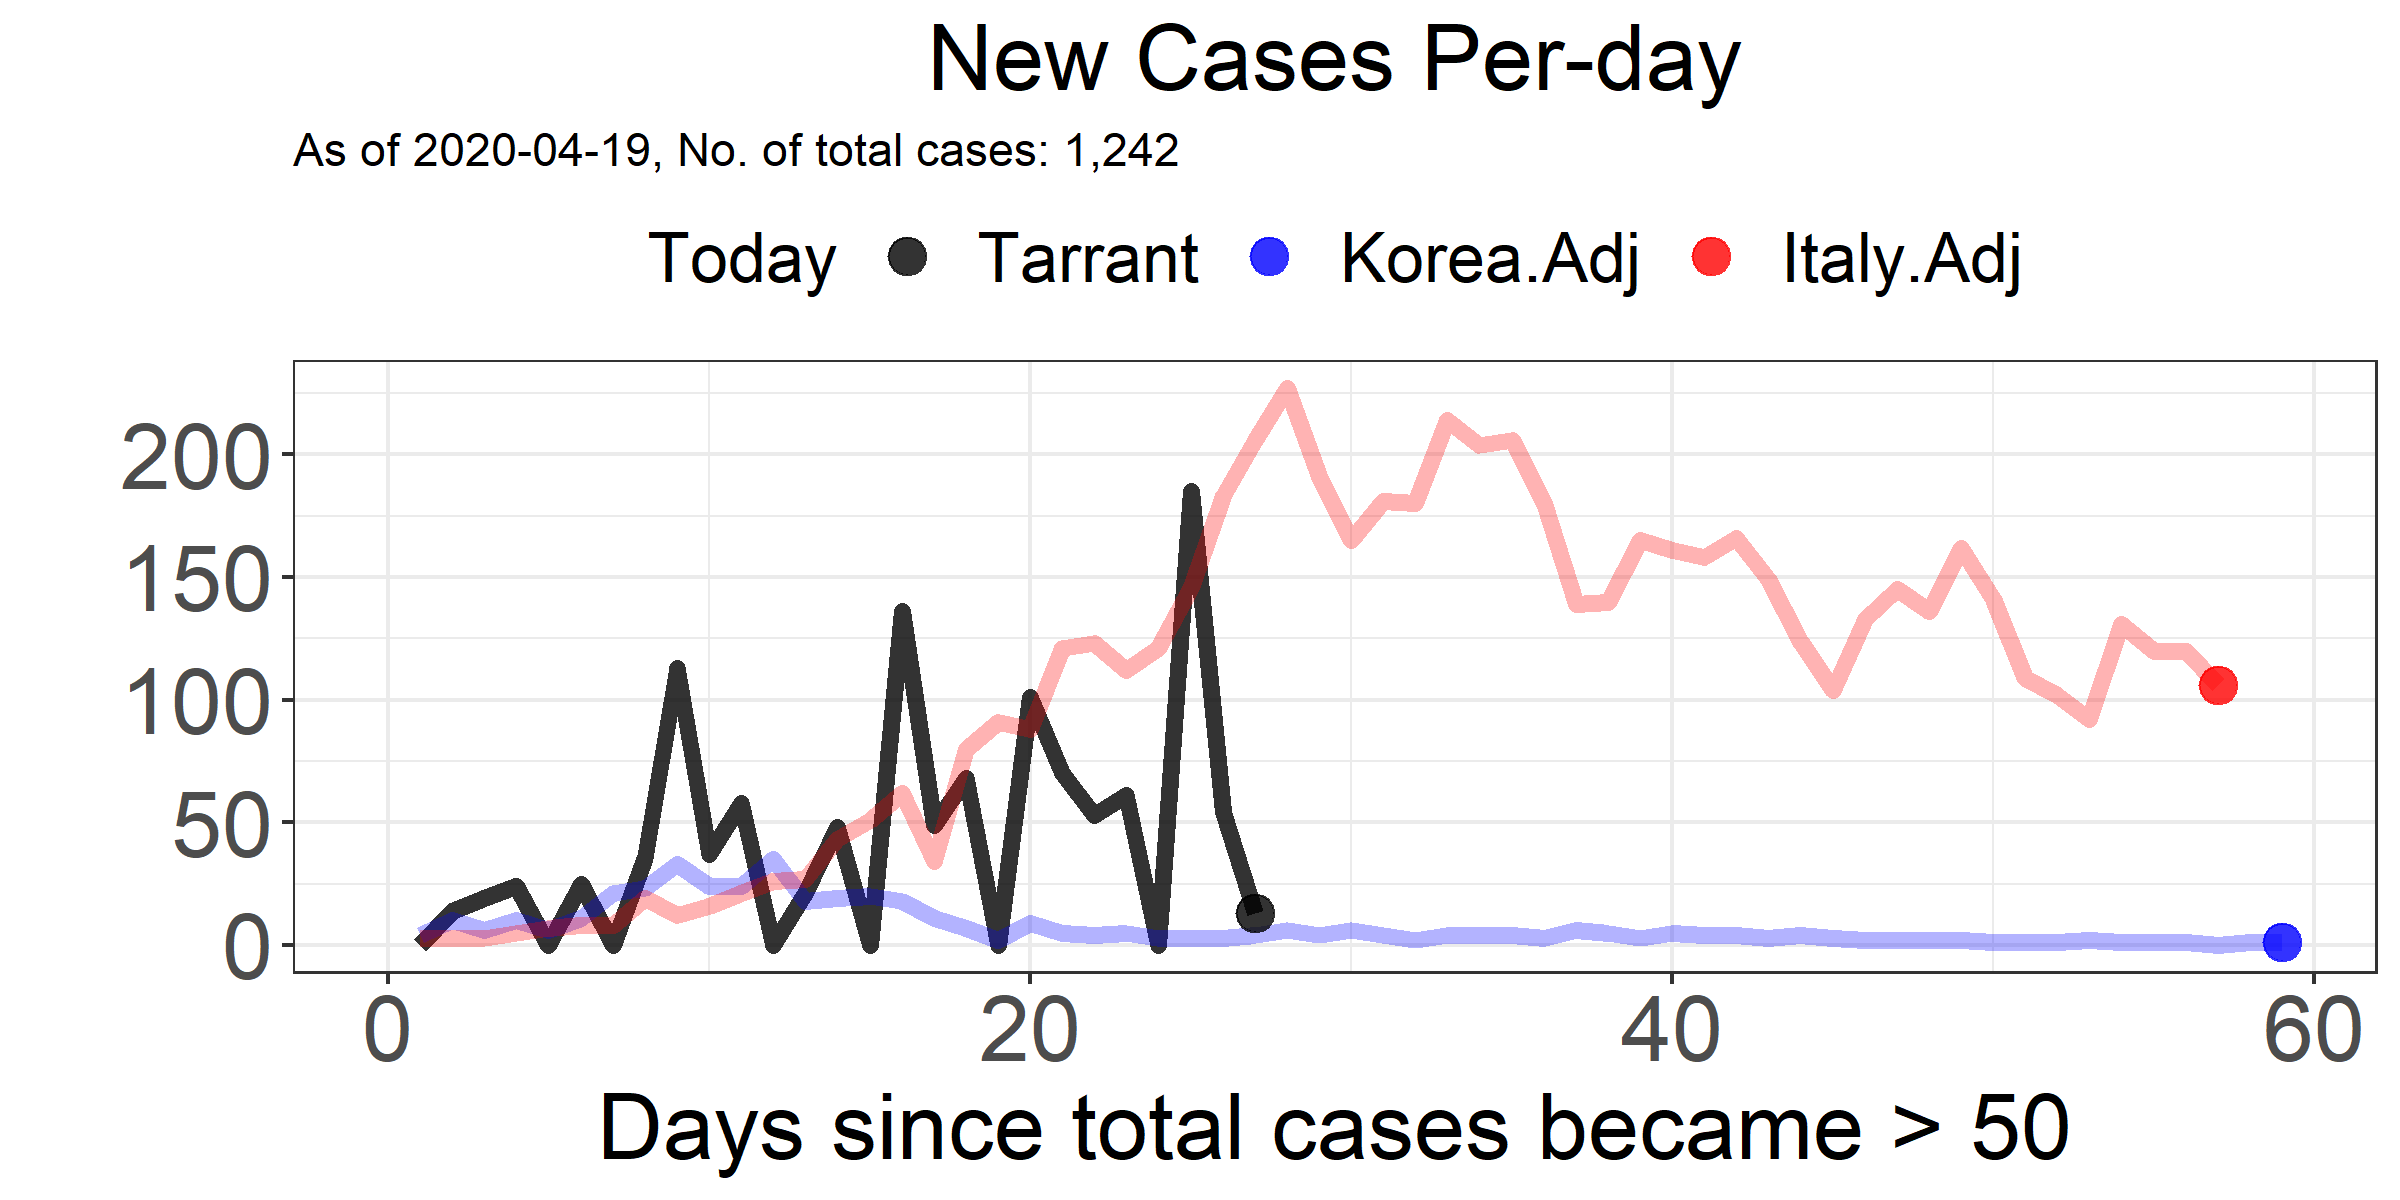 New Cases Per-day
As of 2020-04-19, No. of total cases: 1,242
Today Tarrant Korea.Adj Italy.Adj
200
150
100
50
0
0 20 40 60
Days since total cases became > 50